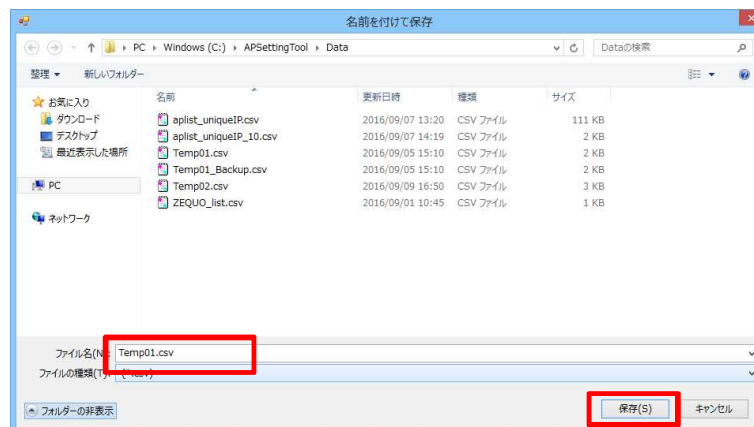 名前を付けて保存
PC ▸ Windows (C:) ▸ APSettingTool ▸ Data
Dataの検索
整理 ▼ 新しいフォルダー
お気に入り
ダウンロード
デスクトップ
最近表示した場所
PC
ネットワーク
名前 更新日時 種類 サイズ
aplist_uniqueIP.csv 2016/09/07 13:20 CSV ファイル 111 KB
aplist_uniqueIP_10.csv 2016/09/07 14:19 CSV ファイル 2 KB
Temp01.csv 2016/09/05 15:10 CSV ファイル 2 KB
Temp01_Backup.csv 2016/09/05 15:10 CSV ファイル 2 KB
Temp02.csv 2016/09/09 16:50 CSV ファイル 3 KB
ZEQUO_list.csv 2016/09/01 10:45 CSV ファイル 1 KB
ファイル名(N): Temp01.csv
ファイルの種類(T): (*.csv)
フォルダーの非表示
保存(S) キャンセル